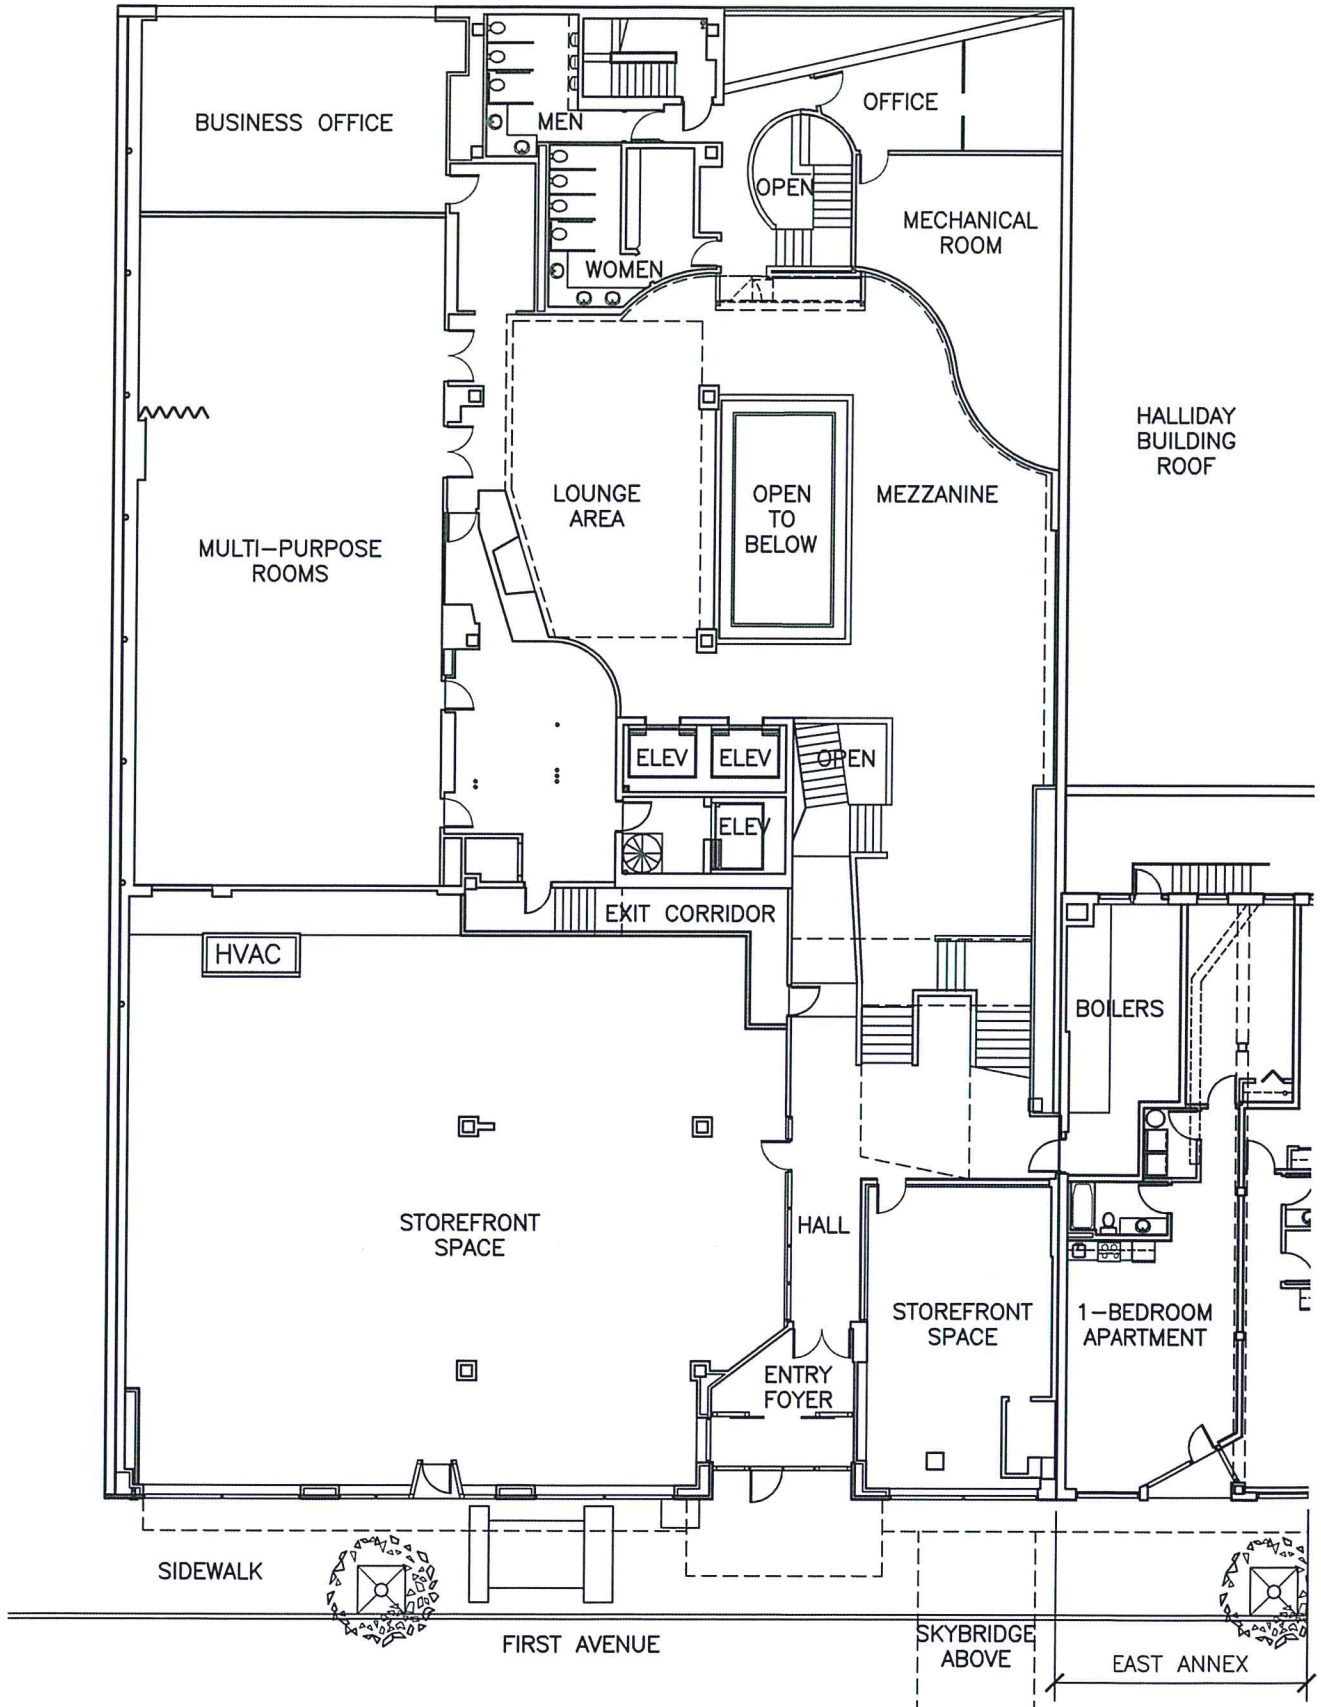 MEN
OFFICE
BUSINESS OFFICE
OPEN
MECHANICAL
ROOM
WOMEN
HALLIDAY
BUILDING
ROOF
LOUNGE
AREA
OPEN
TO
BELOW
MEZZANINE
MULTI-PURPOSE
ROOMS
ELEV
ELEV
OPEN
ELEV
EXIT CORRIDOR
HVAC
BOILERS
STOREFRONT
SPACE
HALL
STOREFRONT
SPACE
1-BEDROOM
APARTMENT
ENTRY
FOYER
SIDEWALK
FIRST AVENUE
SKYBRIDGE
ABOVE
EAST ANNEX